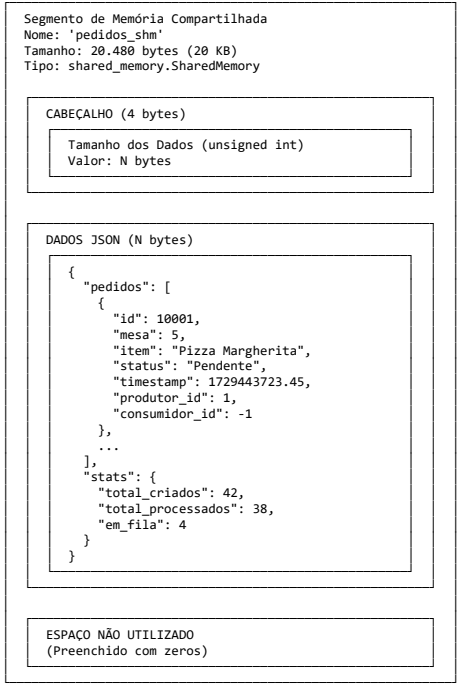 Segmento de Memória Compartilhada
Nome: 'pedidos_shm'
Tamanho: 20.480 bytes (20 KB)
Tipo: shared_memory.SharedMemory
CABEÇALHO (4 bytes)
Tamanho dos Dados (unsigned int)
Valor: N bytes
DADOS JSON (N bytes)
{
"pedidos": [
{
"id": 10001,
"mesa": 5,
"item": "Pizza Margherita",
"status": "Pendente",
"timestamp": 1729443723.45,
"produtor_id": 1,
"consumidor_id": -1
},
...
],
"stats": {
"total_criados": 42,
"total_processados": 38,
"em_fila": 4
}
}
ESPAÇO NÃO UTILIZADO
(Preenchido com zeros)